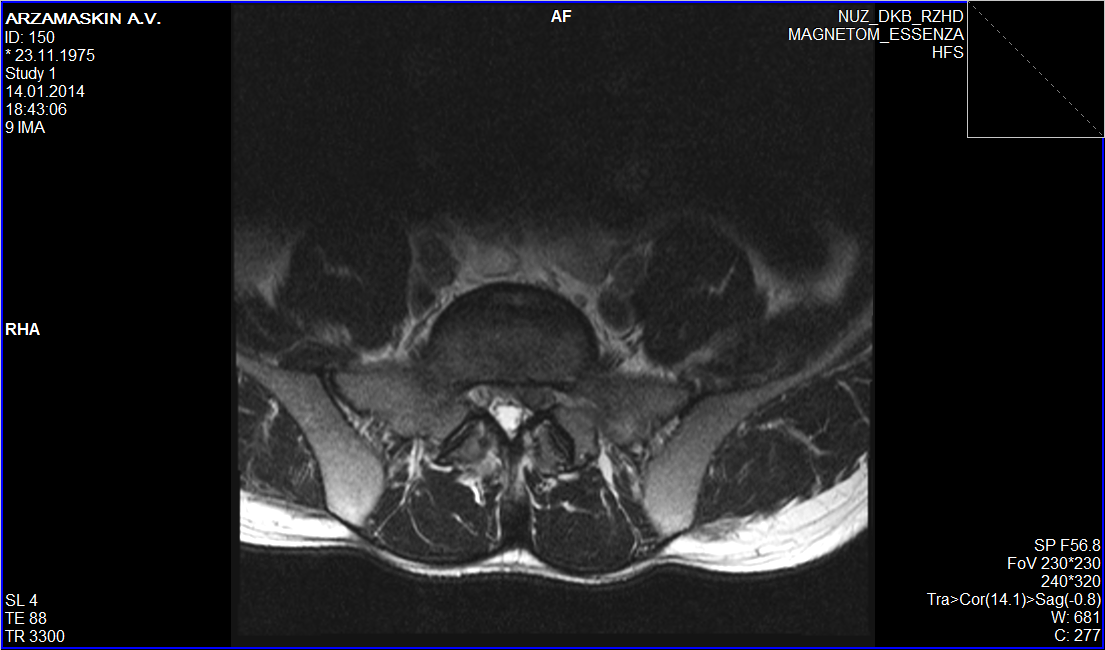 ARZAMASKIN A.V.
ID: 150
* 23.11.1975
Study 1
14.01.2014
18:43:06
9 IMA
AF
NUZ_DKB_RZHD
MAGNETOM_ESSENZA
HFS
RHA
SL 4
TE 88
TR 3300
SP F56.8
FoV 230*230
240*320
Tra>Cor(14.1)>Sag(-0.8)
W: 681
C: 277